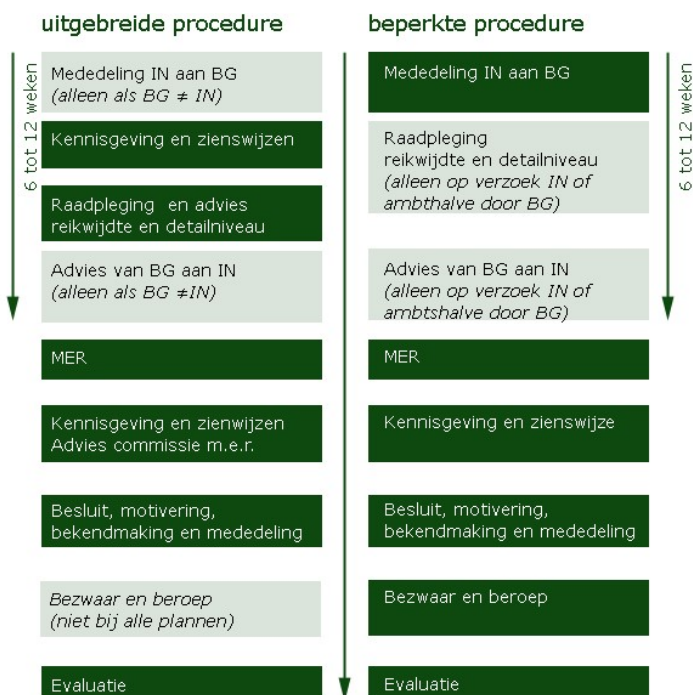 uitgebreide procedure
6 tot 12 weken
Mededeling IN aan BG
(alleen als BG ≠ IN)
Kennisgeving en zienswijzen
Raadpleging en advies
reikwijdte en detailniveau
Advies van BG aan IN
(alleen als BG ≠IN)
MER
Kennisgeving en zienwijzen
Advies commissie m.e.r.
Besluit, motivering,
bekendmaking en mededeling
Bezwaar en beroep
(niet bij alle plannen)
Evaluatie
beperkte procedure
6 tot 12 weken
Mededeling IN aan BG
Raadpleging
reikwijdte en detailniveau
(alleen op verzoek IN of
ambthalve door BG)
Advies van BG aan IN
(alleen op verzoek IN of
ambtshalve door BG)
MER
Kennisgeving en zienswijze
Besluit, motivering,
bekendmaking en mededeling
Bezwaar en beroep
Evaluatie